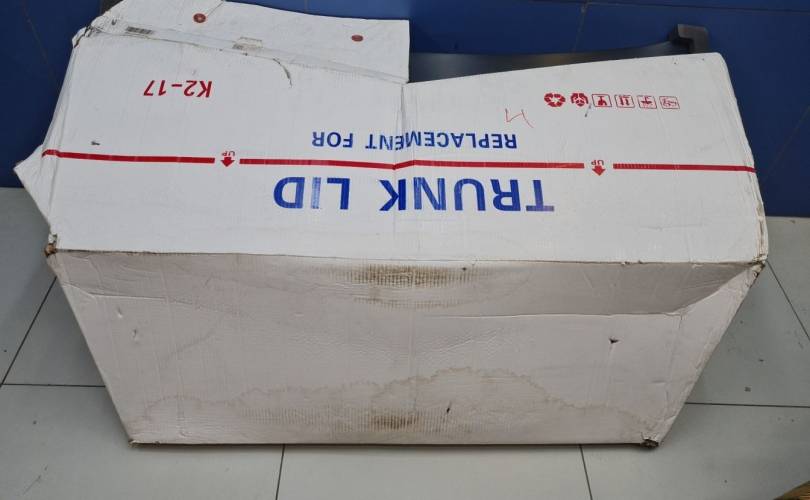 TRUNK LID
UP UP
REPLACEMENT FOR
K2-17